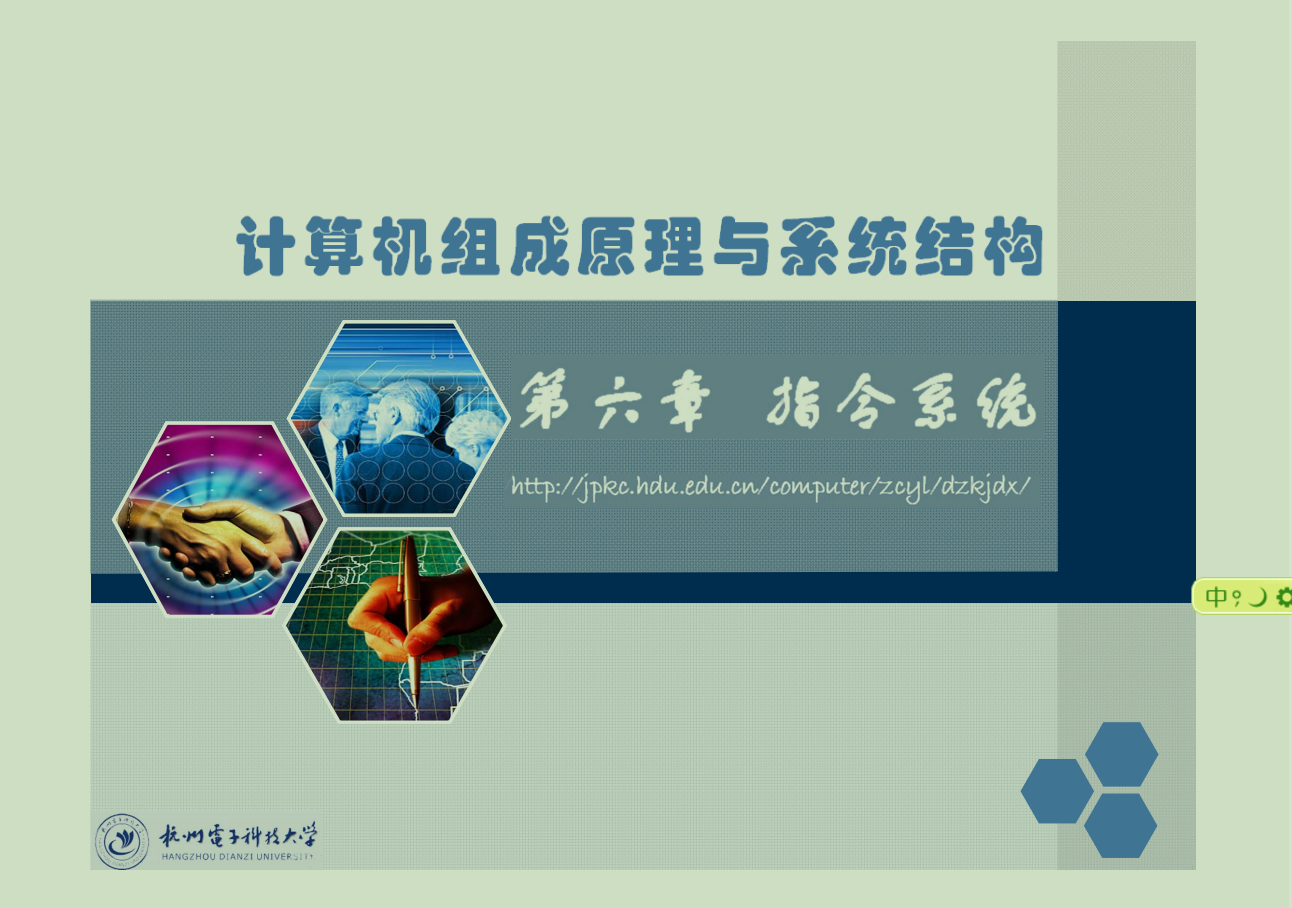 计算机组成原理与系统结构
第六章 指令系统
http://jpkc.hdu.edu.cn/computer/zcyl/dzkjdx/
中
杭州電子科技大学
HANGZHOU DIANZI UNIVERSITY